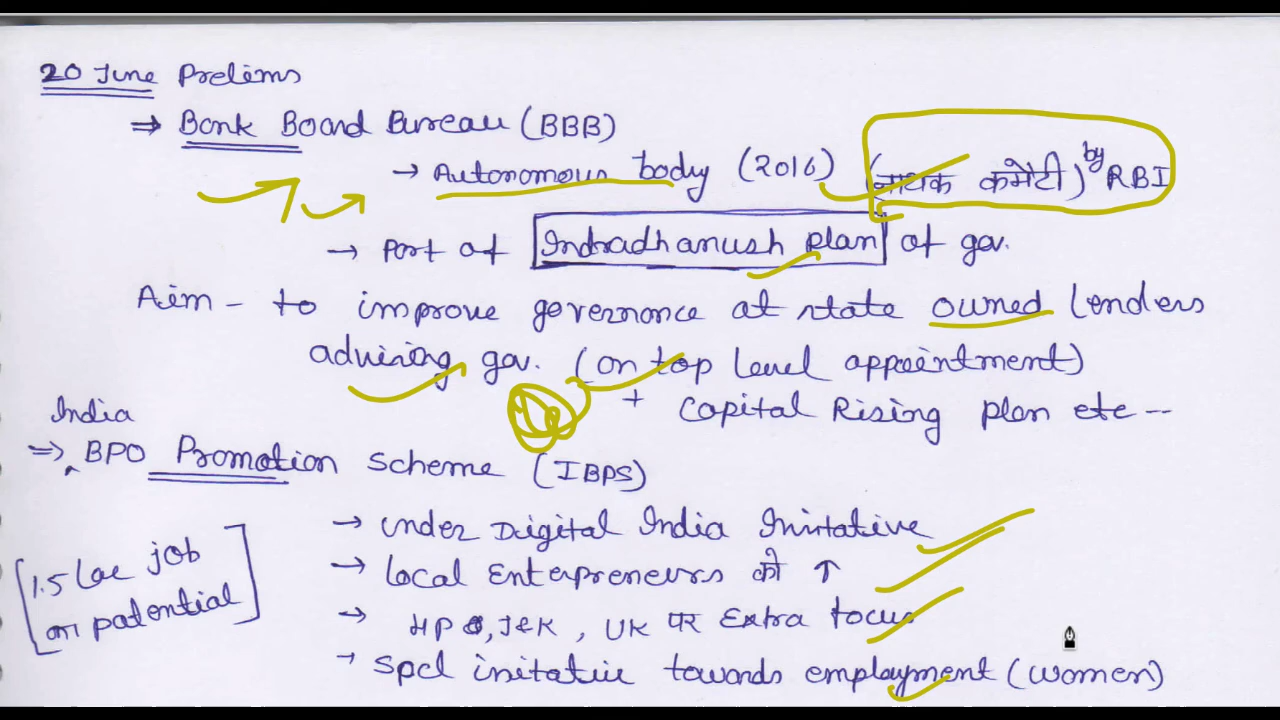 20 June Prelims
⇒ Bank Board Bureau (BBB)
→ Autonomous body (2016) (नायक कमेटी) by RBI
→ Part of Indradhanush plan of gov.
Aim - to improve governance at state owned lenders
advising gov. (on top level appointment)
+ Capital Rising plan etc --
India
⇒ ‸ BPO Promotion scheme (IBPS)
→ under Digital India Initative
→ Local Enterpreneurs को ↑
→ HP, J&K, UK पर Extra focus
→ Spcl initative towards employment (women)
[1.5 lac job
on potential]